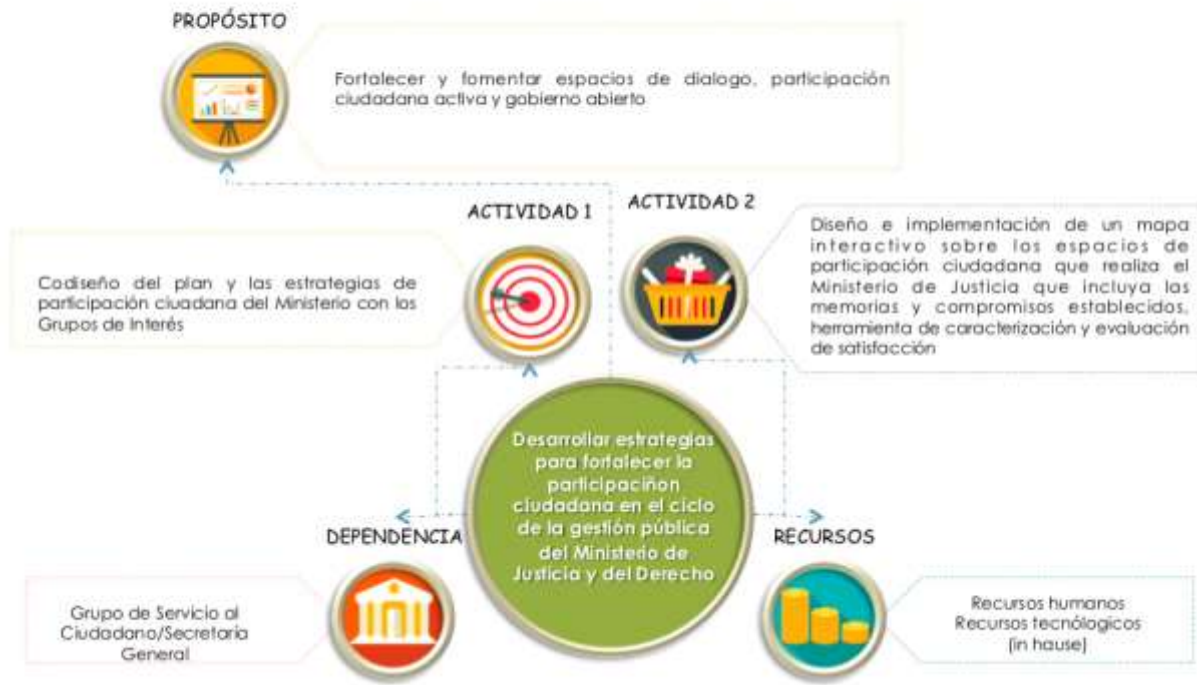 PROPÓSITO
Fortalecer y fomentar espacios de dialogo, participación
ciudadana activa y gobierno abierto
ACTIVIDAD 1
Codiseño del plan y las estrategias de
participación ciuadana del Ministerio con los
Grupos de Interés
ACTIVIDAD 2
Diseño e implementación de un mapa
interactivo sobre los espacios de
participación ciudadana que realiza el
Ministerio de Justicia que incluya las
memorias y compromisos establecidos,
herramienta de caracterización y evaluación
de satisfacción
Desarrollar estrategias
para fortalecer la
participaciñon
ciudadana en el ciclo
de la gestión pública
del Ministerio de
Justicia y del Derecho
DEPENDENCIA
Grupo de Servicio al
Ciudadano/Secretaría
General
RECURSOS
Recursos humanos
Recursos tecnólogicos
(in hause)